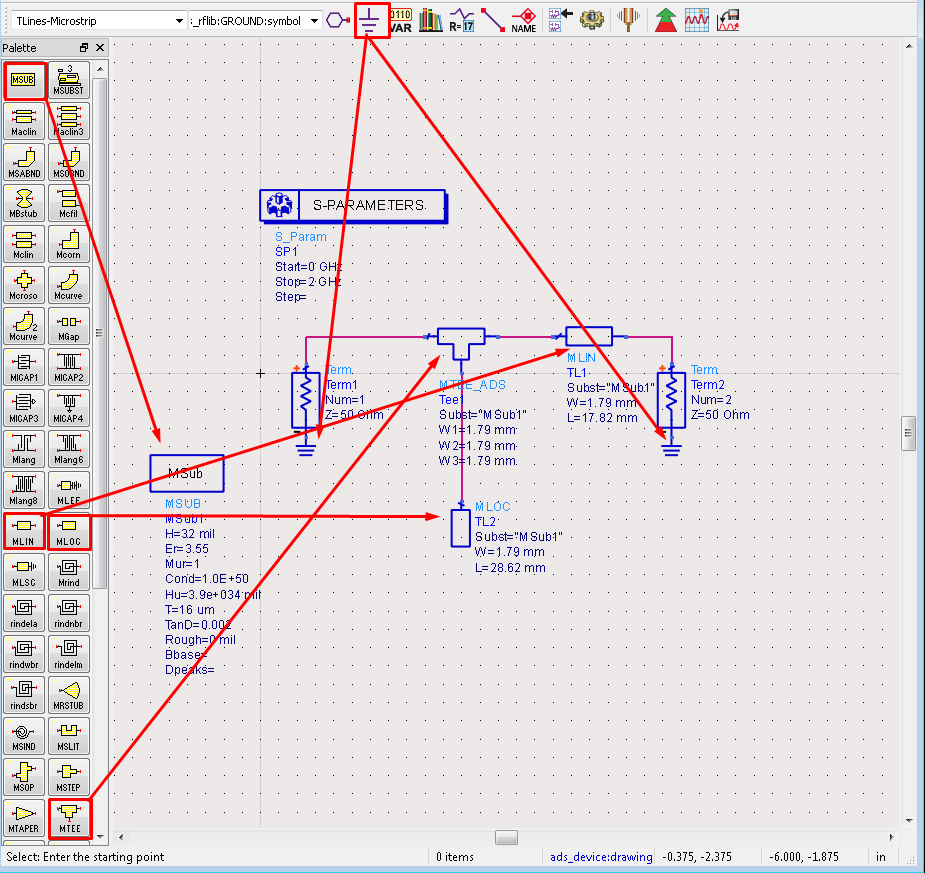 TLines-Microstrip
:_rflib:GROUND:symbol
0110
VAR
R=
17
NAME
Palette
MSUB
3
MSUBST
Maclin
Maclin3
MSABND
MSOBND
MBstub
Mcfil
Mclin
Mcorn
Mcroso
Mcurve
2
Mcurve
MGap
MICAP1
MICAP2
MICAP3
MICAP4
Mlang
Mlang6
Mlang8
MLEF
MLIN
MLOC
MLSC
Mrind
rindela
rindnbr
rindwbr
rindelm
rindsbr
MRSTUB
MSIND
MSLIT
MSOP
MSTEP
MTAPER
MTEE
S-PARAMETERS
S_Param
SP1
Start=0 GHz
Stop=2 GHz
Step=
Term
Term1
Num=1
Z=50 Ohm
MTEE_ADS
Tee1
Subst="MSub1"
W1=1.79 mm
W2=1.79 mm
W3=1.79 mm
MLIN
TL1
Subst="MSub1"
W=1.79 mm
L=17.82 mm
Term
Term2
Num=2
Z=50 Ohm
MSub
MSUB
MSub1
H=32 mil
Er=3.55
Mur=1
Cond=1.0E+50
Hu=3.9e+034 mil
T=16 um
TanD=0.002
Rough=0 mil
Bbase=
Dpeaks=
MLOC
TL2
Subst="MSub1"
W=1.79 mm
L=28.62 mm
Select: Enter the starting point
0 items
ads_device:drawing
-0.375, -2.375
-6.000, -1.875
in